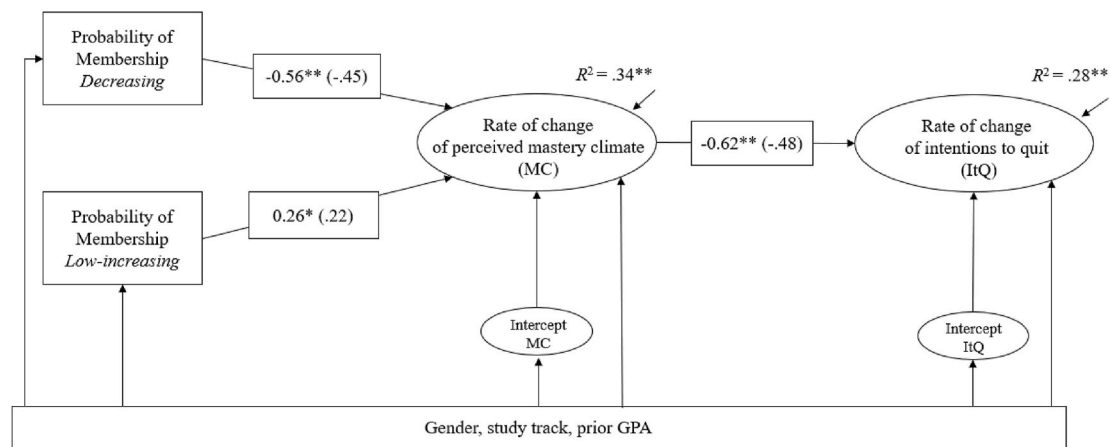 Probability of
Membership
Decreasing
-0.56** (-.45)
R² = .34**
R² = .28**
Rate of change
of perceived mastery climate
(MC)
-0.62** (-.48)
Rate of change
of intentions to quit
(ItQ)
Probability of
Membership
Low-increasing
0.26* (.22)
Intercept
MC
Intercept
ItQ
Gender, study track, prior GPA